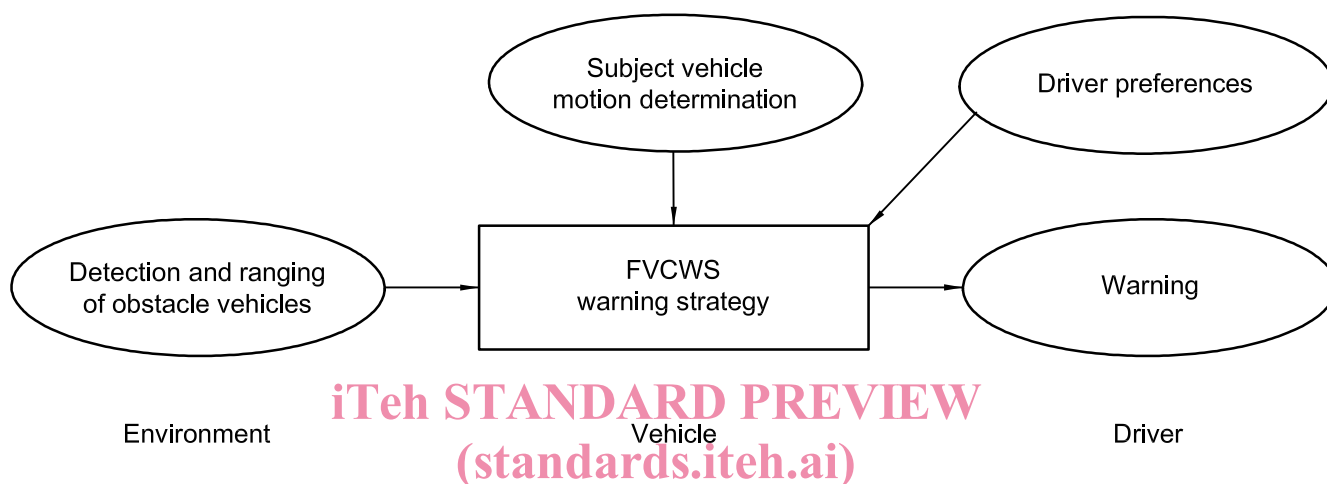 Subject vehicle
motion determination
Driver preferences
Detection and ranging
of obstacle vehicles
FVCWS
warning strategy
Warning
iTeh STANDARD PREVIEW
Environment
Vehicle
Driver
(standards.iteh.ai)